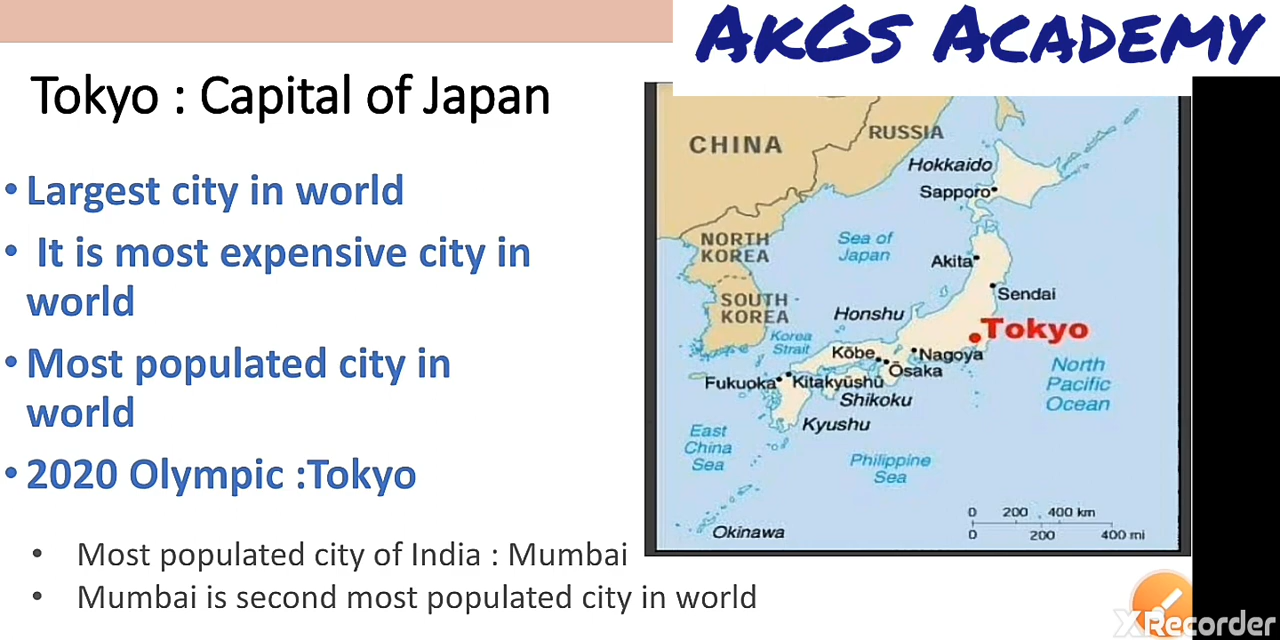 AKGS ACADEMY
Tokyo : Capital of Japan
• Largest city in world
• It is most expensive city in
world
• Most populated city in
world
• 2020 Olympic :Tokyo
• Most populated city of India : Mumbai
• Mumbai is second most populated city in world
CHINA
RUSSIA
Hokkaido
Sapporo
NORTH
KOREA
Sea of
Japan
Akita
SOUTH
KOREA
Sendai
Honshu
Tokyo
Korea
Strait
Kōbe
Nagoya
Ōsaka
North
Pacific
Ocean
Fukuoka
Kitakyūshū
Shikoku
Kyushu
East
China
Sea
Philippine
Sea
Okinawa
0 200 400 km
0 200 400 mi
XRecorder